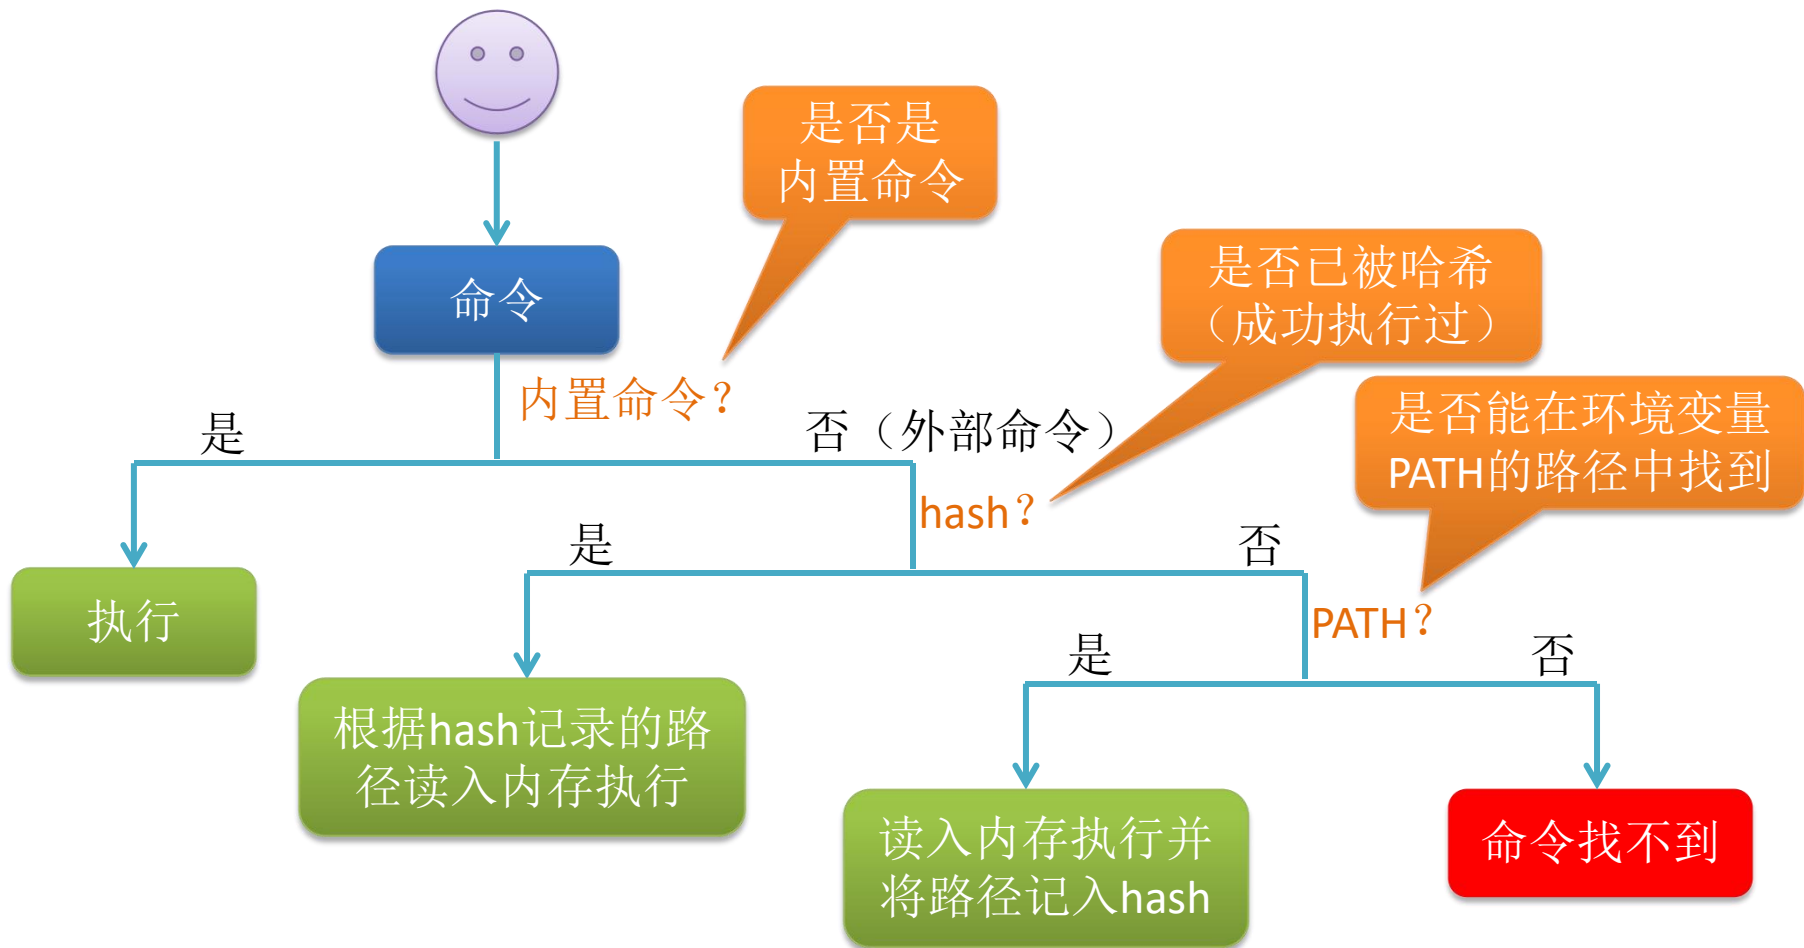 是否是
内置命令
命令
是否已被哈希
（成功执行过）
内置命令？
是
否（外部命令）
是否能在环境变量
PATH的路径中找到
hash？
是
否
执行
PATH？
是
否
根据hash记录的路
径读入内存执行
读入内存执行并
将路径记入hash
命令找不到